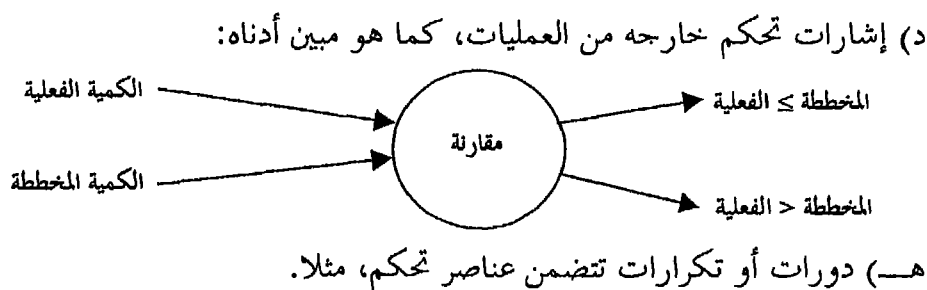 د) إشارات تحكم خارجه من العمليات، كما هو مبين أدناه:
الكمية الفعلية
المخططة ≥ الفعلية
مقارنة
الكمية المخططة
المخططة < الفعلية
هـــ) دورات أو تكرارات تتضمن عناصر تحكم، مثلا.